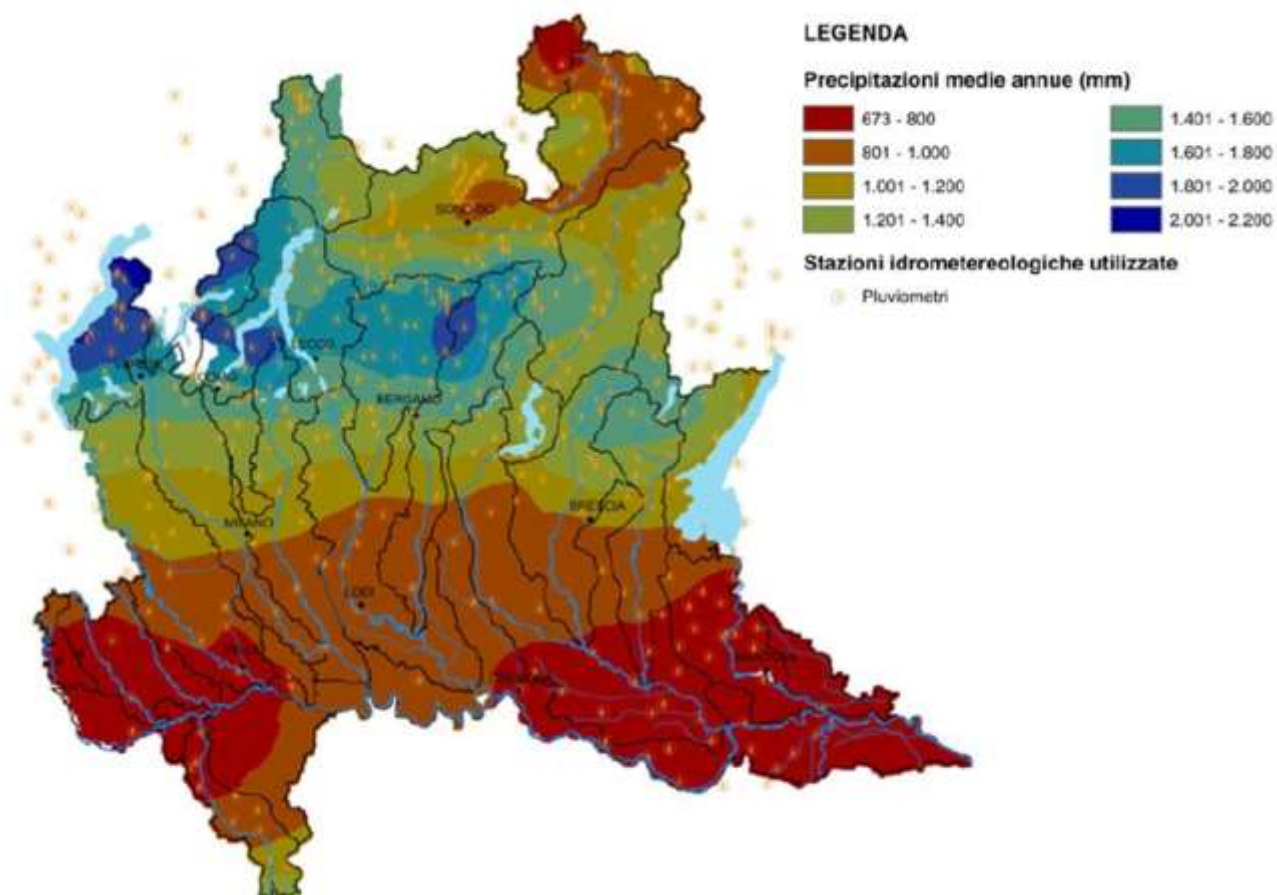 LEGENDA
Precipitazioni medie annue (mm)
673 - 800
801 - 1.000
1.001 - 1.200
1.201 - 1.400
1.401 - 1.600
1.601 - 1.800
1.801 - 2.000
2.001 - 2.200
Stazioni idrometereologiche utilizzate
Pluviometri
SONDRIO
LECCO
COMO
BERGAMO
BRESCIA
MILANO
LODI